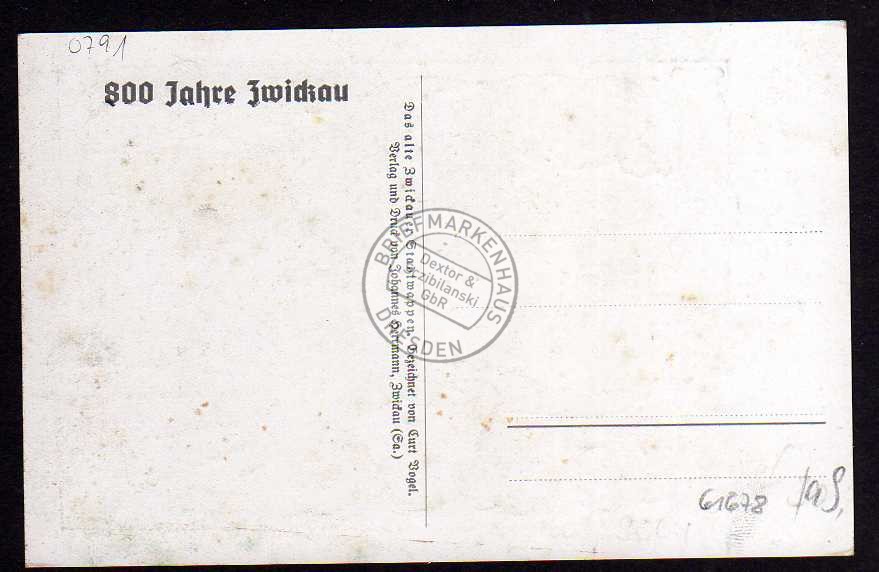 0791
800 Jahre Zwickau
Das alte Zwickauer Stadtwappen. Gezeichnet von Curt Vogel.
Verlag und Druck von Johannes Herrmann, Zwickau (Sa.)
BRIEFMARKENHAUS
Dextor &
zibilanski
GbR
DRESDEN
61678